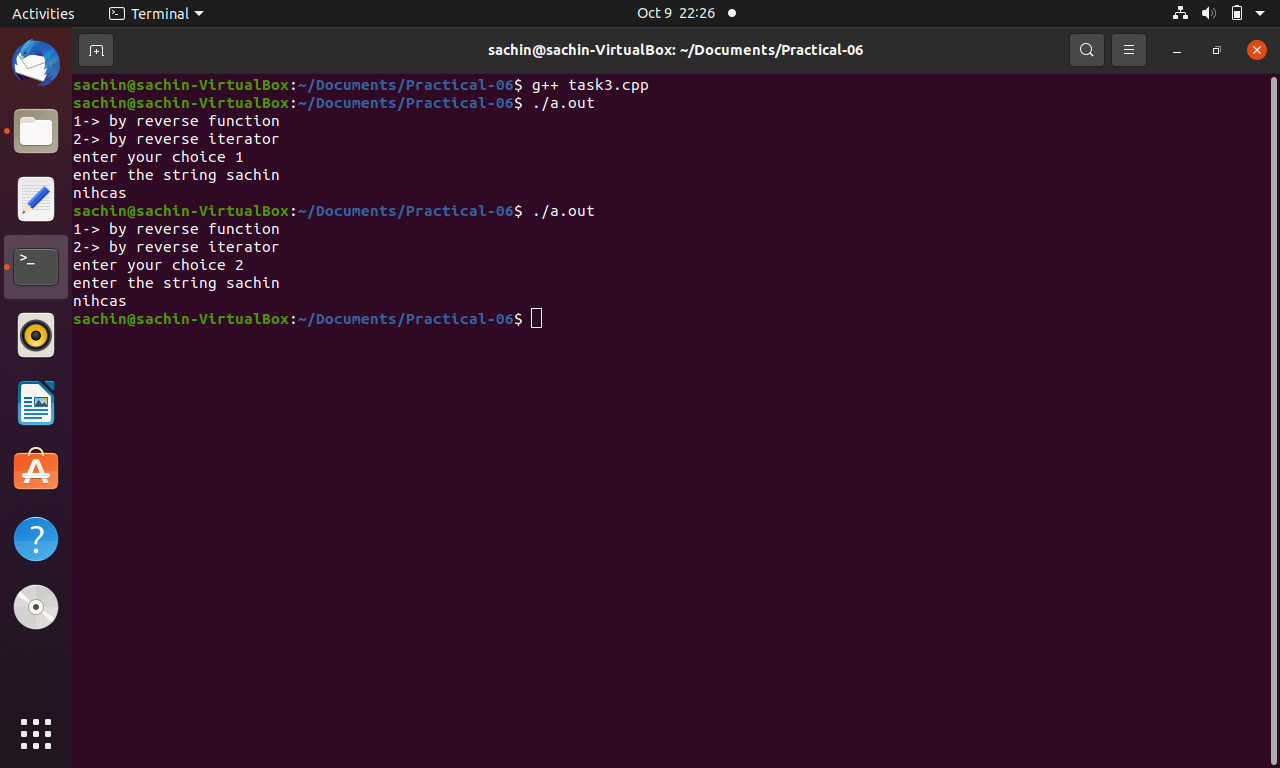 Activities Terminal Oct 9 22:26
sachin@sachin-VirtualBox: ~/Documents/Practical-06
sachin@sachin-VirtualBox:~/Documents/Practical-06$ g++ task3.cpp
sachin@sachin-VirtualBox:~/Documents/Practical-06$ ./a.out
1-> by reverse function
2-> by reverse iterator
enter your choice 1
enter the string sachin
nihcas
sachin@sachin-VirtualBox:~/Documents/Practical-06$ ./a.out
1-> by reverse function
2-> by reverse iterator
enter your choice 2
enter the string sachin
nihcas
sachin@sachin-VirtualBox:~/Documents/Practical-06$